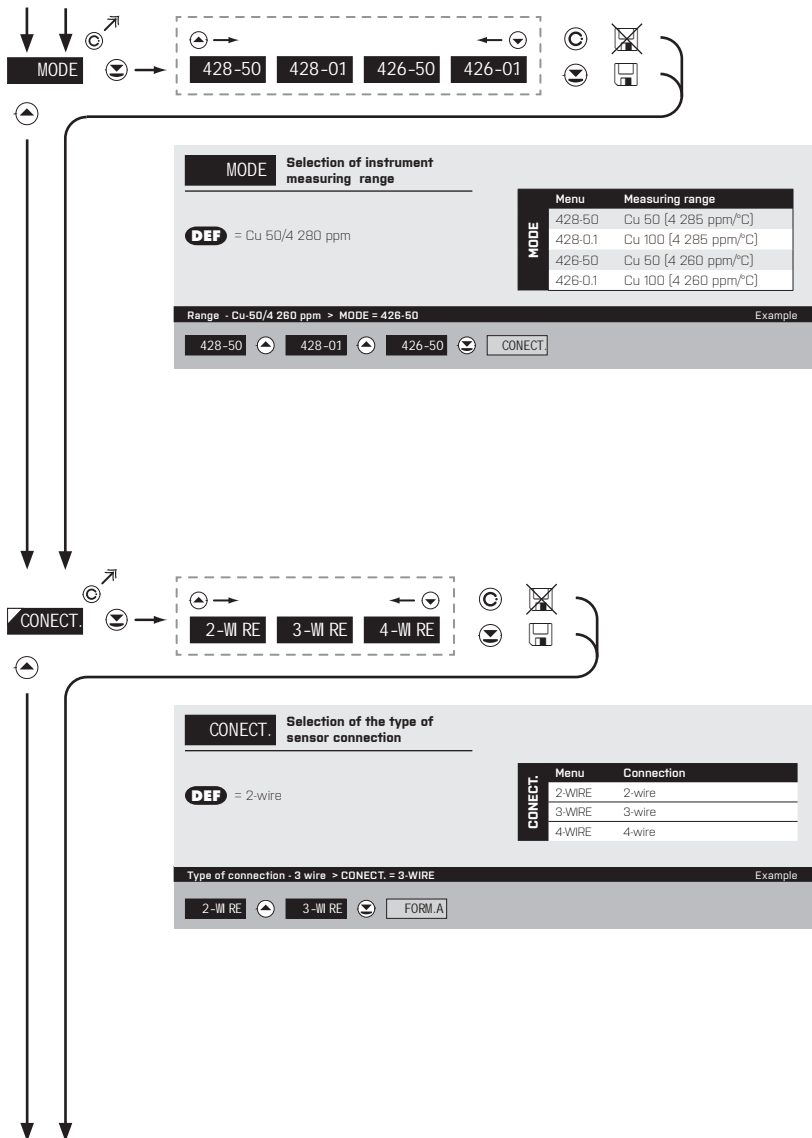 MODE
428-50 428-01 426-50 426-01
MODE Selection of instrument
measuring range
DEF = Cu 50/4 280 ppm
MODE
Menu Measuring range
428-50 Cu 50 (4 285 ppm/°C)
428-0.1 Cu 100 (4 285 ppm/°C)
426-50 Cu 50 (4 260 ppm/°C)
426-0.1 Cu 100 (4 260 ppm/°C)
Range - Cu-50/4 260 ppm > MODE = 426-50 Example
428-50 428-01 426-50 CONECT.
CONECT.
2-WIRE 3-WIRE 4-WIRE
CONECT. Selection of the type of
sensor connection
DEF = 2-wire
CONECT.
Menu Connection
2-WIRE 2-wire
3-WIRE 3-wire
4-WIRE 4-wire
Type of connection - 3 wire > CONECT. = 3-WIRE Example
2-WIRE 3-WIRE FORM.A